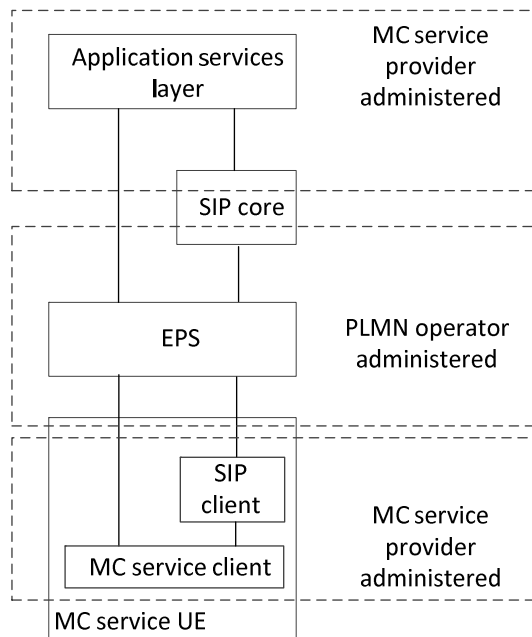 Application services
layer
MC service
provider
administered
SIP core
EPS
PLMN operator
administered
SIP
client
MC service client
MC service
provider
administered
MC service UE